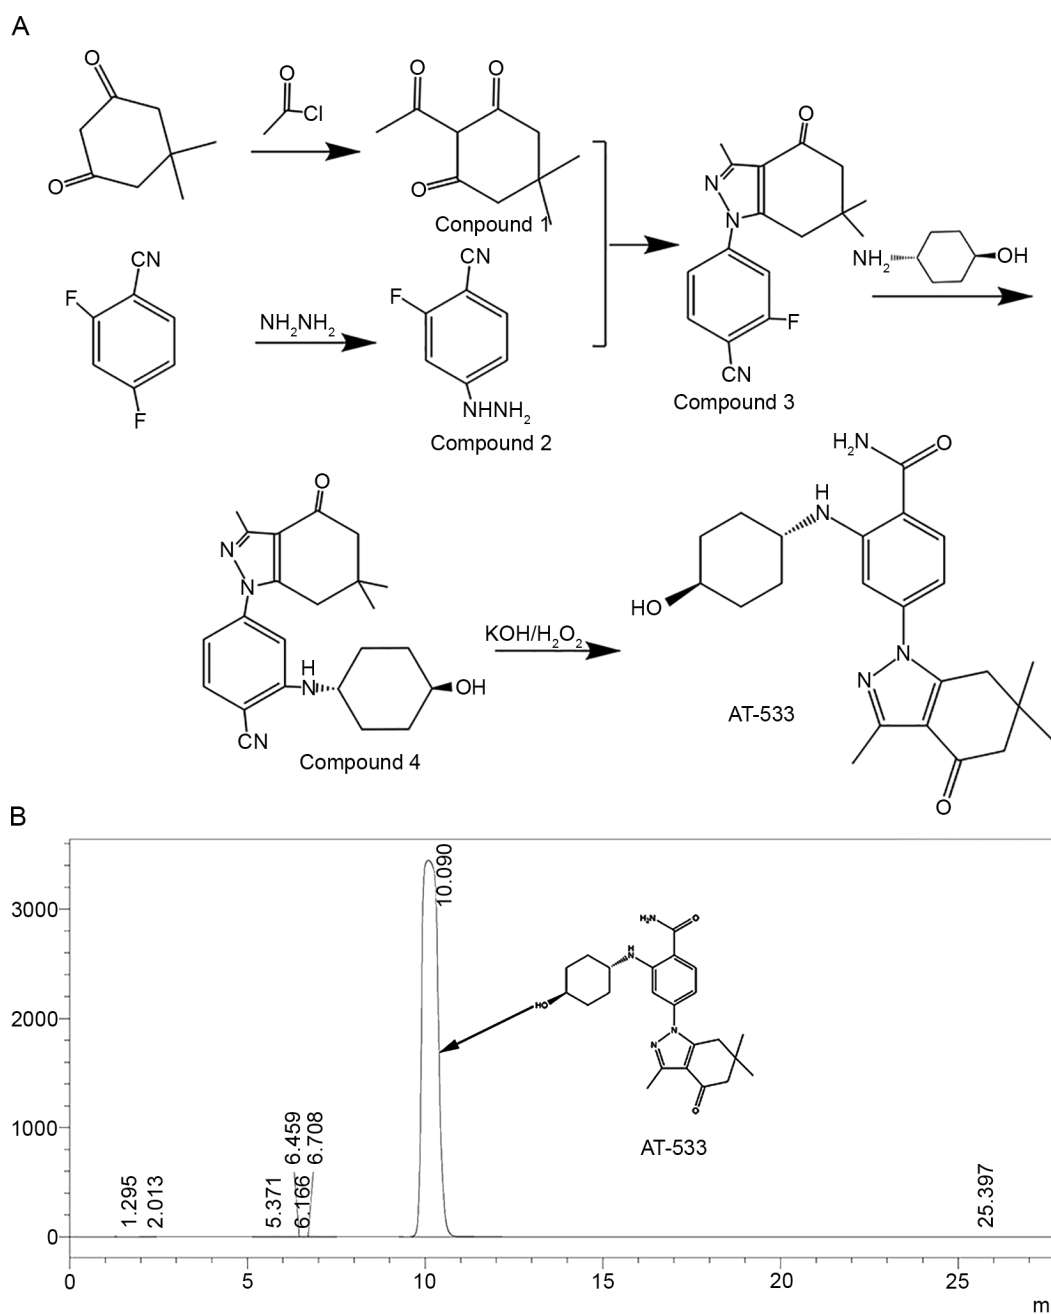 A
O
O
O
Cl
O
O
O
Conpound 1
CN
F
F
NH2NH2
CN
F
NHNH2
Compound 2
O
N
N
F
CN
Compound 3
NH2
OH
O
N
N
H
N
OH
CN
Compound 4
KOH/H2O2
H2N
O
H
N
HO
N
N
O
AT-533
B
3000
2000
1000
0
1.295
2.013
5.371
6.166
6.459
6.708
10.090
25.397
H2N
O
H
N
HO
N
N
O
AT-533
0 5 10 15 20 25
m